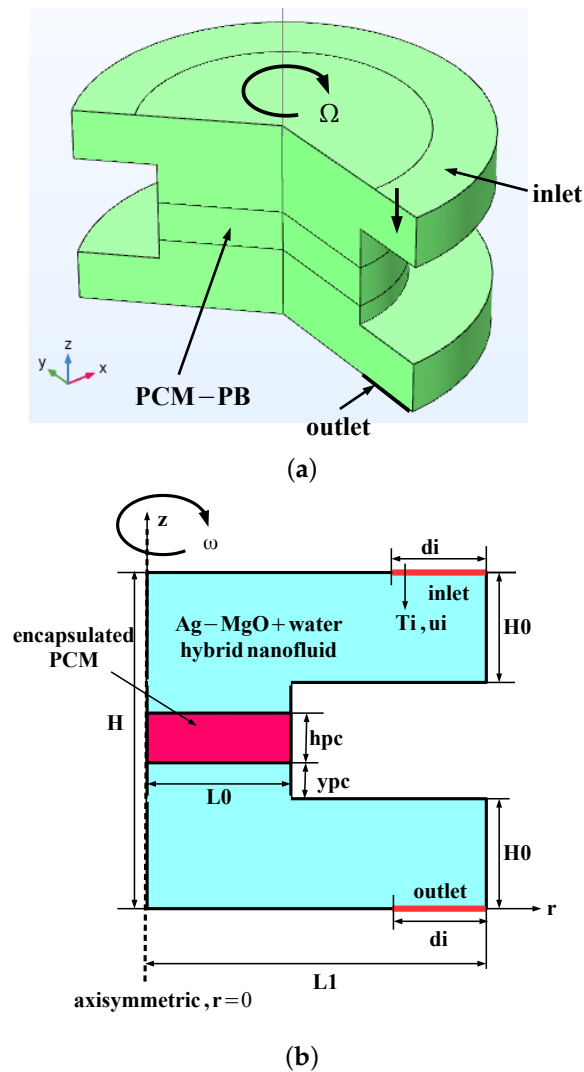 Ω
inlet
z
y
x
PCM−PB
outlet
(a)
z
ω
di
inlet
Ag−MgO+water
hybrid nanofluid
Ti , ui
H0
encapsulated
PCM
H
hpc
L0
ypc
H0
outlet
r
di
L1
axisymmetric , r=0
(b)